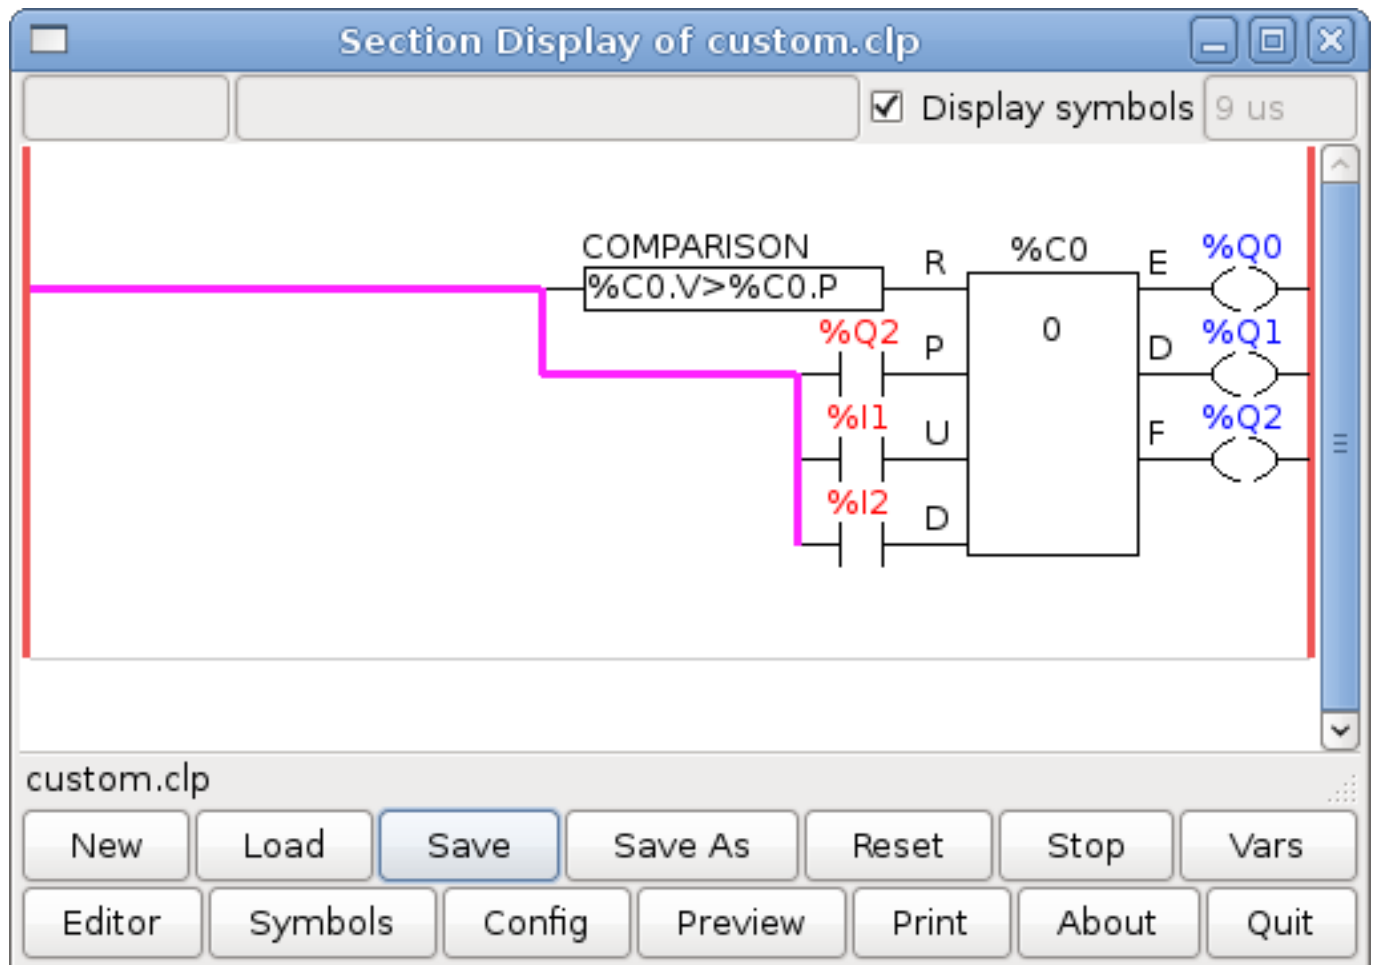 Section Display of custom.clp
Display symbols 9 us
COMPARISON %C0 %Q0
R E
%C0.V>%C0.P
%Q2 0 %Q1
P D
%I1 %Q2
U F
%I2
D
custom.clp
New Load Save Save As Reset Stop Vars
Editor Symbols Config Preview Print About Quit